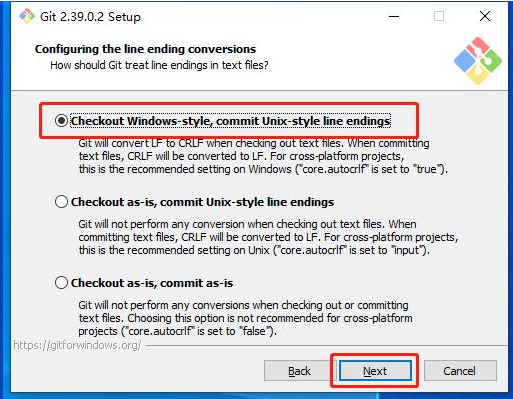 Git 2.39.0.2 Setup
Configuring the line ending conversions
How should Git treat line endings in text files?
Checkout Windows-style, commit Unix-style line endings
Git will convert LF to CRLF when checking out text files. When committing
text files, CRLF will be converted to LF. For cross-platform projects,
this is the recommended setting on Windows ("core.autocrlf" is set to "true").
Checkout as-is, commit Unix-style line endings
Git will not perform any conversion when checking out text files. When
committing text files, CRLF will be converted to LF. For cross-platform projects,
this is the recommended setting on Unix ("core.autocrlf" is set to "input").
Checkout as-is, commit as-is
Git will not perform any conversions when checking out or committing
text files. Choosing this option is not recommended for cross-platform
projects ("core.autocrlf" is set to "false").
https://gitforwindows.org/
Back
Next
Cancel